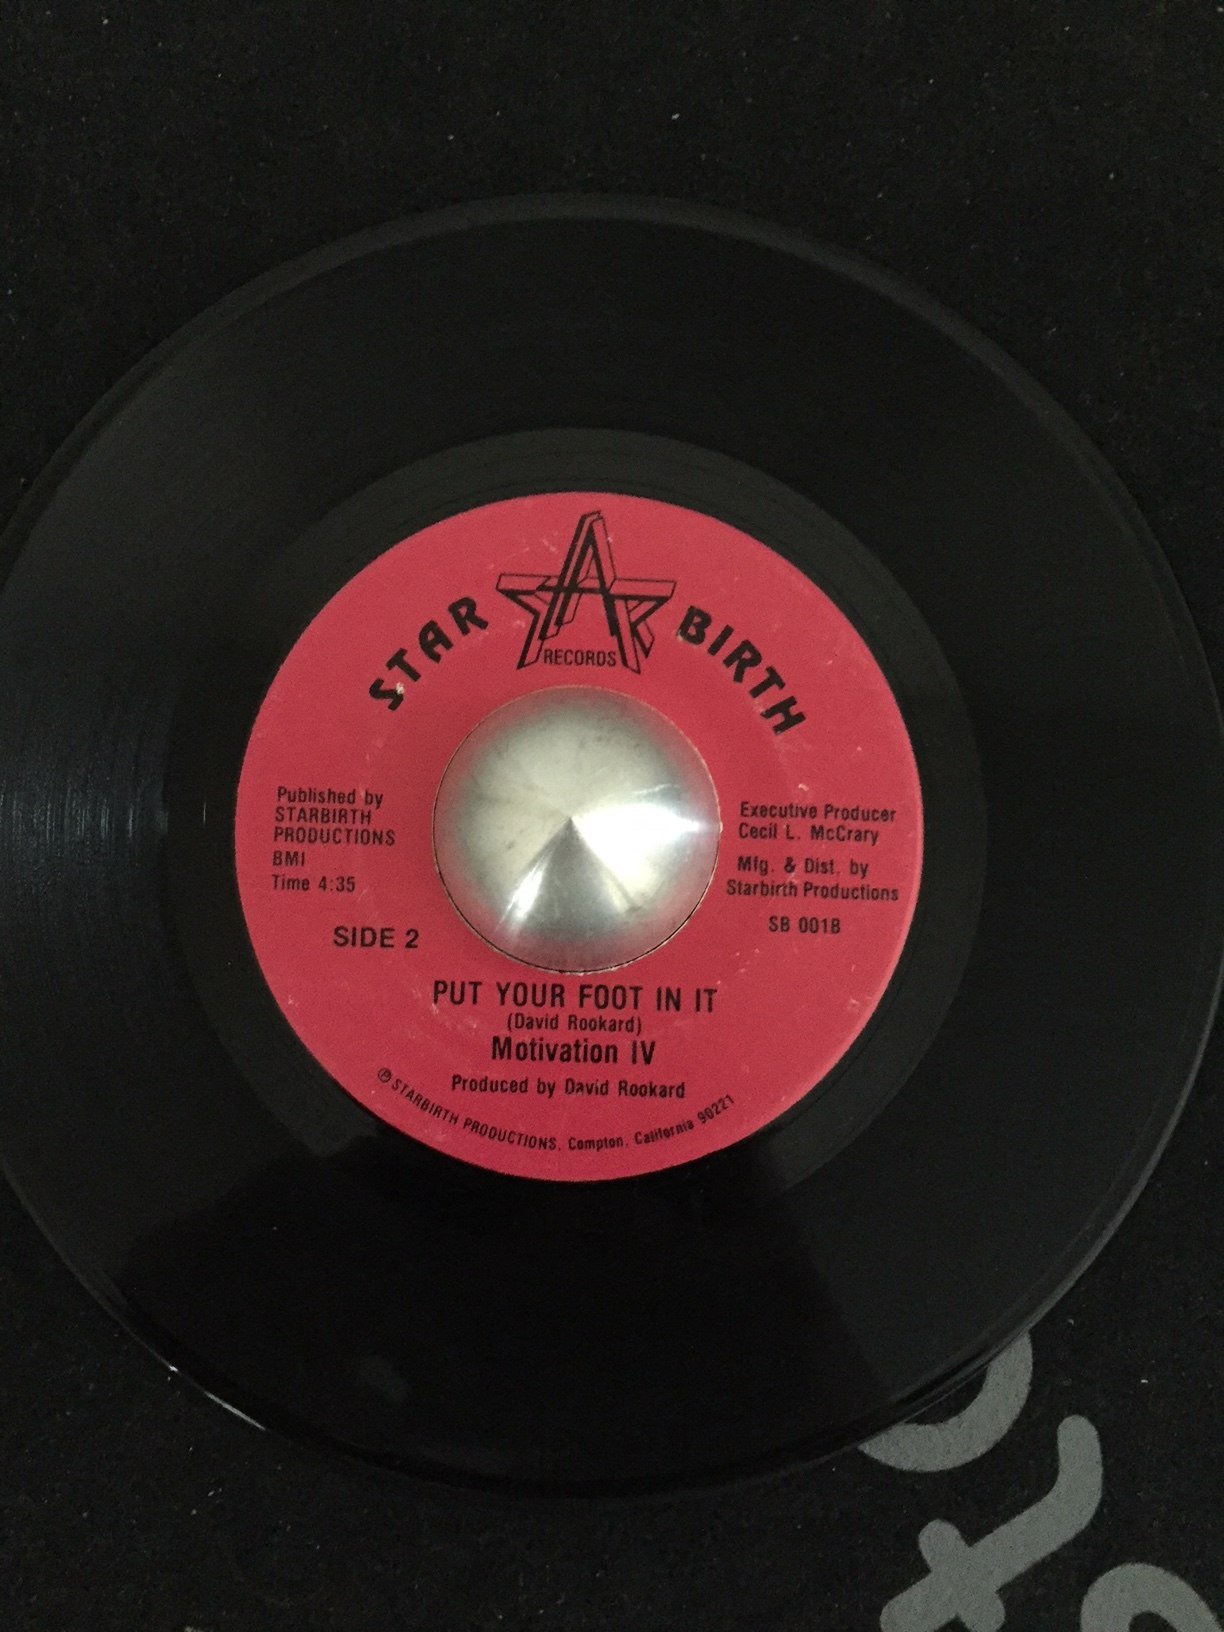 STAR BIRTH
RECORDS
Published by
STARBIRTH
PRODUCTIONS
BMI
Time 4:35
SIDE 2
Executive Producer
Cecil L. McCrary
Mfg. & Dist. by
Starbirth Productions
SB 001B
PUT YOUR FOOT IN IT
(David Rookard)
Motivation IV
Produced by David Rookard
℗ STARBIRTH PRODUCTIONS, Compton, California 90221